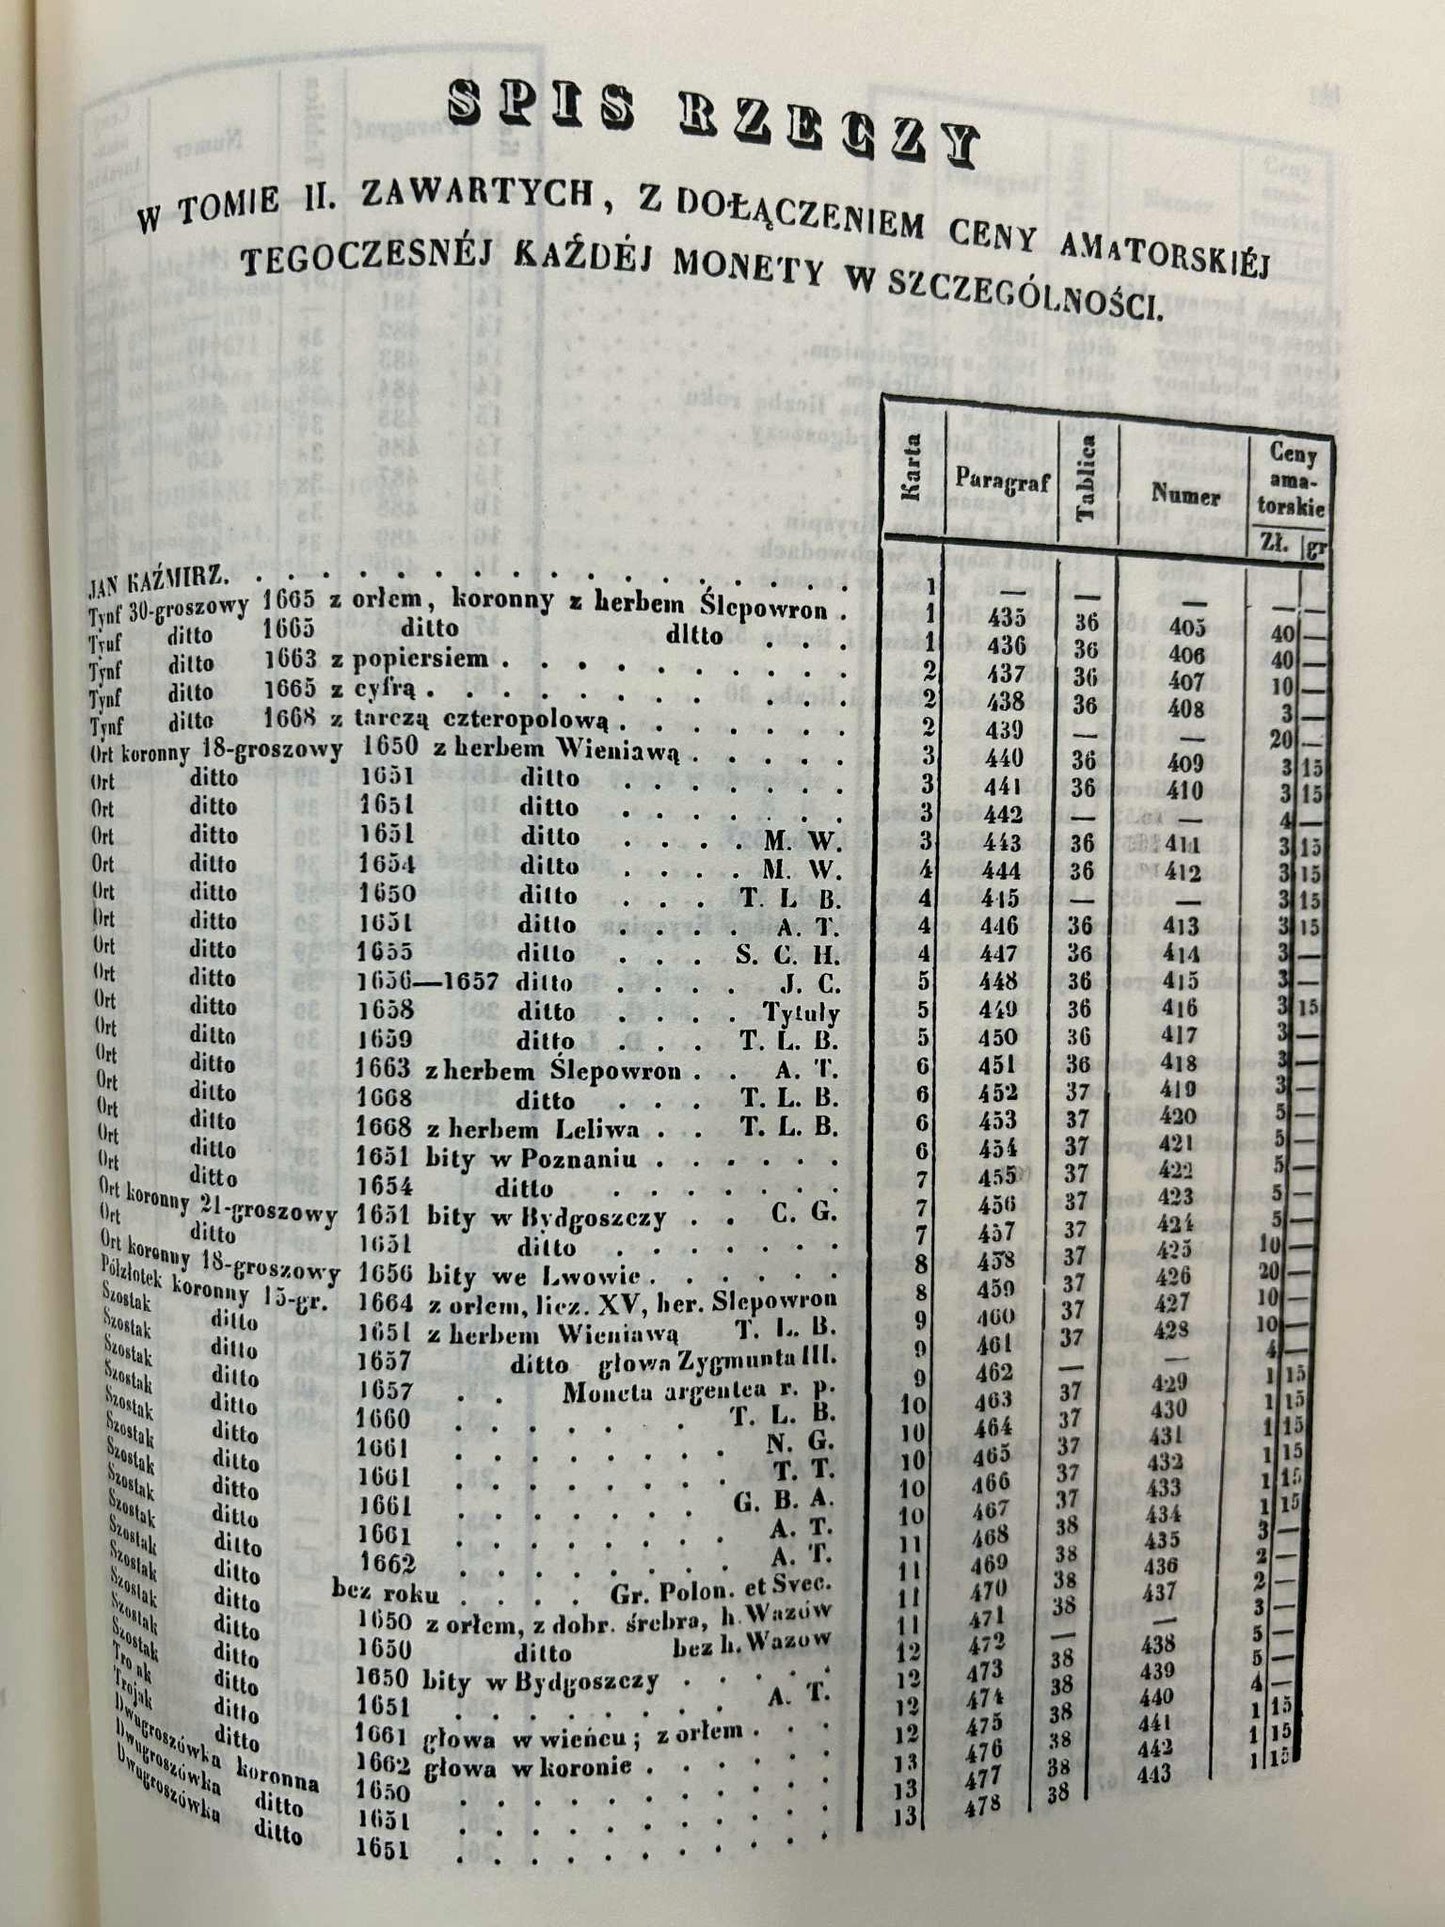 SPIS RZECZY
W TOMIE II. ZAWARTYCH, Z DOŁĄCZENIEM CENY AMATORSKIÉJ
TEGOCZESNÉJ KAŹDÉJ MONETY W SZCZEGÓLNOŚCI.
Karta Paragraf Tablica Numer Ceny ama-torskie
Zł. gr
JAN KAŹMIRZ. . . . . . . . . . . . . . . . . . 1 — — — — —
Tynf 30-groszowy 1665 z orłem, koronny z herbem Ślepowron . 1 435 36 405 40 —
Tynf ditto 1665 ditto ditto . . . 1 436 36 406 40 —
Tynf ditto 1663 z popiersiem . . . . . . . . . . 2 437 36 407 10 —
Tynf ditto 1665 z cyfrą . . . . . . . . . . 2 438 36 408 3 —
Tynf ditto 1668 z tarczą czteropolową . . . . . . . 2 439 — — 20 —
Ort koronny 18-groszowy 1650 z herbem Wieniawą . . . . . 3 440 36 409 3 15
Ort ditto 1651 ditto . . . . . . . 3 441 36 410 3 15
Ort ditto 1651 ditto . . . . . . . 3 442 — — 4 —
Ort ditto 1651 ditto . . . . M. W. 3 443 36 411 3 15
Ort ditto 1654 ditto . . . . M. W. 4 444 36 412 3 15
Ort ditto 1650 ditto . . . T. L B. 4 445 — — 3 15
Ort ditto 1651 ditto . . . . A. T. 4 446 36 413 3 15
Ort ditto 1655 ditto . . . S. C. H. 4 447 36 414 3 —
Ort ditto 1656—1657 ditto . . . . J. C. 5 448 36 415 3 —
Ort ditto 1658 ditto . . . . Tytuły 5 449 36 416 3 15
Ort ditto 1659 ditto . . . T. L. B. 5 450 36 417 3 —
Ort ditto 1663 z herbem Ślepowron . . A. T. 6 451 36 418 3 —
Ort ditto 1668 ditto . . . T. L. B. 6 452 37 419 3 —
Ort ditto 1668 z herbem Leliwa . . T. L. B. 6 453 37 420 5 —
Ort ditto 1651 bity w Poznaniu . . . . . . 6 454 37 421 5 —
Ort ditto 1654 ditto . . . . . . . 7 455 37 422 5 —
Ort koronny 21-groszowy 1651 bity w Bydgoszczy . . C. G. 7 456 37 423 5 —
Ort ditto 1651 ditto . . . . . . . 7 457 37 424 5 —
Ort koronny 18-groszowy 1656 bity we Lwowie . . . . . . 8 458 37 425 10 —
Półzłotek koronny 15-gr. 1664 z orłem, licz. XV, her. Slepowron 8 459 37 426 20 —
Szostak ditto 1651 z herbem Wieniawą T. L. B. 9 460 37 427 10 —
Szostak ditto 1657 ditto głowa Zygmunta III. 9 461 37 428 10 —
Szostak ditto 1657 . . Moneta argentea r. p. 9 462 — — 4 —
Szostak ditto 1660 . . . . . . T. L. B. 10 463 37 429 1 15
Szostak ditto 1661 . . . . . . . N. G. 10 464 37 430 1 15
Szostak ditto 1661 . . . . . . . T. T. 10 465 37 431 1 15
Szostak ditto 1661 . . . . . . G. B. A. 10 466 37 432 1 15
Szostak ditto 1661 . . . . . . . A. T. 10 467 37 433 1 15
Szostak ditto 1662 . . . . . . . A. T. 11 468 38 434 1 15
Szostak ditto bez roku . . . . Gr. Polon. et Svec. 11 469 38 435 3 —
Szostak ditto 1650 z orłem, z dobr. śrebra, h. Wazów 11 470 38 436 2 —
Szostak ditto 1650 ditto bez h. Wazow 11 471 38 437 2 —
Szostak ditto 1650 bity w Bydgoszczy . . . . . 12 472 — — 3 —
Szostak ditto 1651 . . . . . . . A. T. 12 473 38 438 5 —
Tro ak ditto 1661 głowa w wieńcu; z orłem . . . 12 474 38 439 5 —
Trojak ditto 1662 głowa w koronie . . . . . . 12 475 38 440 4 —
Dwugroszówka koronna 1650 . . . . . . . . . . 13 476 38 441 1 15
Dwugroszówka ditto 1651 . . . . . . . . . . 13 477 38 442 1 15
Dwugroszówka ditto 1651 . . . . . . . . . . 13 478 38 443 1 15